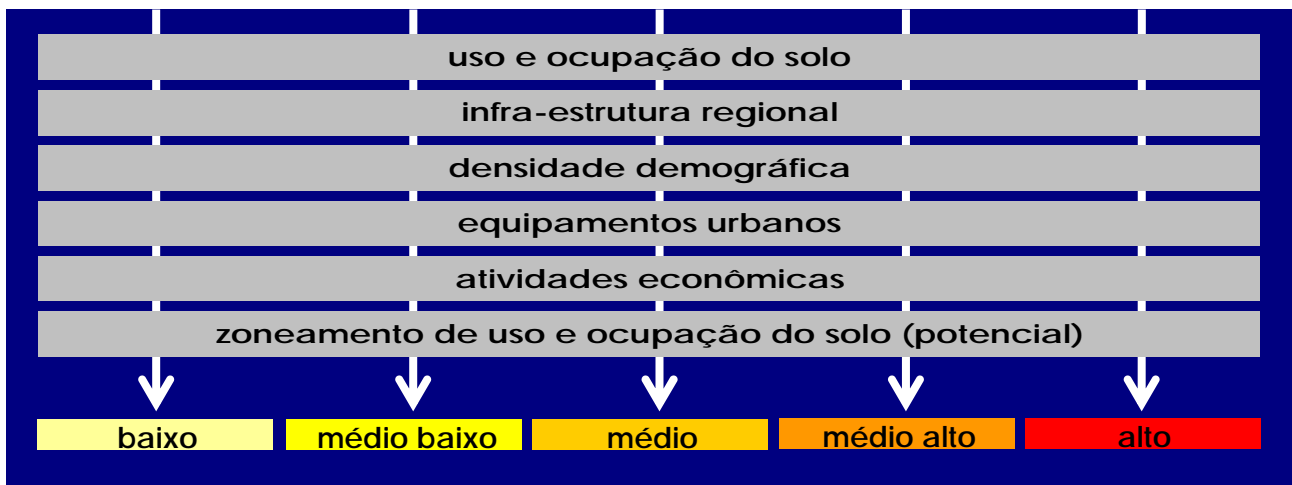 uso e ocupação do solo
infra-estrutura regional
densidade demográfica
equipamentos urbanos
atividades econômicas
zoneamento de uso e ocupação do solo (potencial)
baixo médio baixo médio médio alto alto